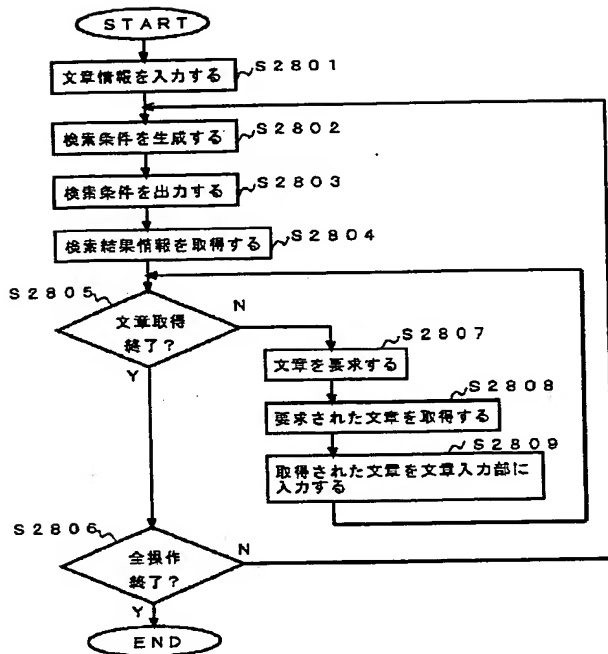 START
文章情報を入力する
S2801
検索条件を生成する
S2802
検索条件を出力する
S2803
検索結果情報を取得する
S2804
S2805
文章取得
終了?
N
Y
文章を要求する
S2807
要求された文章を取得する
S2808
取得された文章を文章入力部に
入力する
S2809
S2806
全操作
終了?
N
Y
END